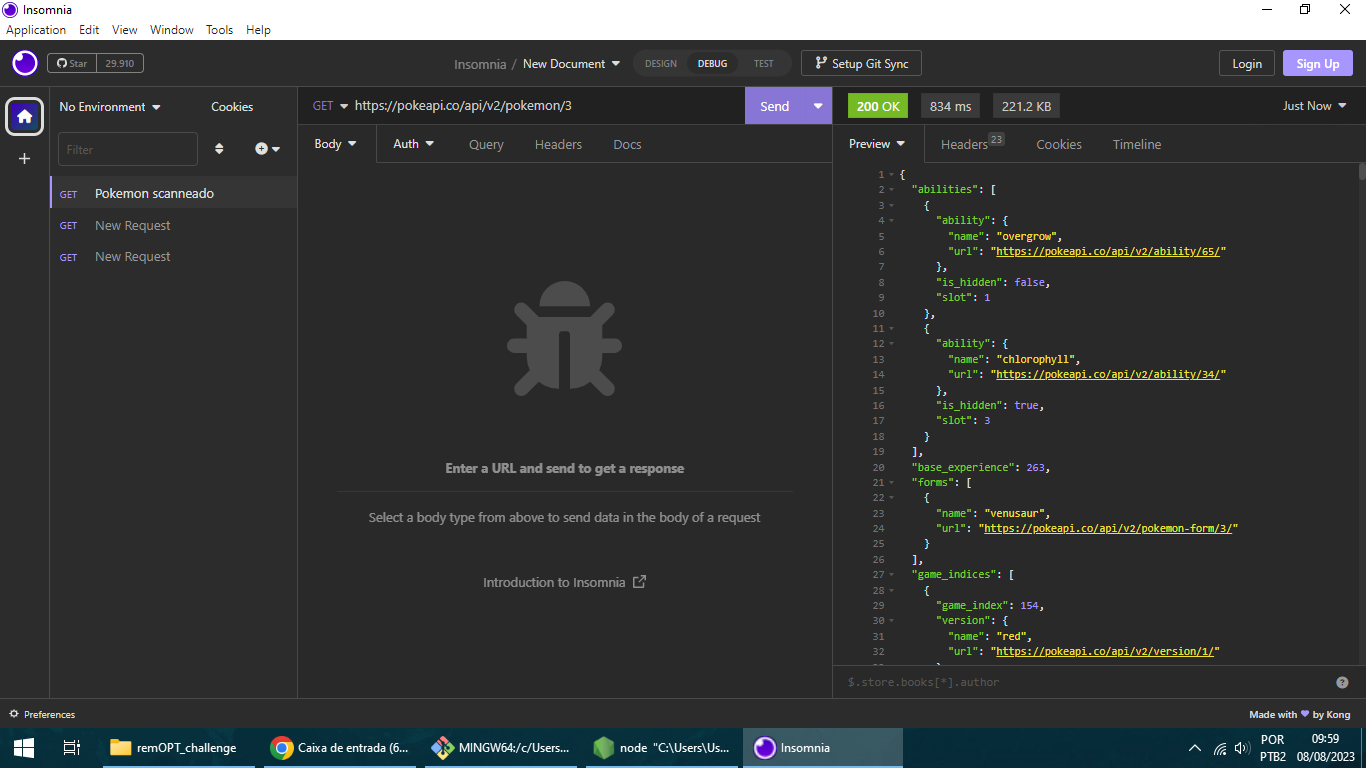 Insomnia
Application Edit View Window Tools Help
Star 29.910
Insomnia / New Document
DESIGN DEBUG TEST
Setup Git Sync
Login Sign Up
No Environment Cookies
Filter
GET Pokemon scanneado
GET New Request
GET New Request
GET https://pokeapi.co/api/v2/pokemon/3 Send
Body Auth Query Headers Docs
Enter a URL and send to get a response
Select a body type from above to send data in the body of a request
Introduction to Insomnia
200 OK 834 ms 221.2 KB Just Now
Preview Headers 23 Cookies Timeline
1 {
2 "abilities": [
3 {
4 "ability": {
5 "name": "overgrow",
6 "url": "https://pokeapi.co/api/v2/ability/65/"
7 },
8 "is_hidden": false,
9 "slot": 1
10 },
11 {
12 "ability": {
13 "name": "chlorophyll",
14 "url": "https://pokeapi.co/api/v2/ability/34/"
15 },
16 "is_hidden": true,
17 "slot": 3
18 }
19 ],
20 "base_experience": 263,
21 "forms": [
22 {
23 "name": "venusaur",
24 "url": "https://pokeapi.co/api/v2/pokemon-form/3/"
25 }
26 ],
27 "game_indices": [
28 {
29 "game_index": 154,
30 "version": {
31 "name": "red",
32 "url": "https://pokeapi.co/api/v2/version/1/"
$.store.books[*].author
Preferences
Made with by Kong
remOPT_challenge
Caixa de entrada (6...
MINGW64:/c/Users...
node "C:\Users\Us...
Insomnia
POR
PTB2
09:59
08/08/2023